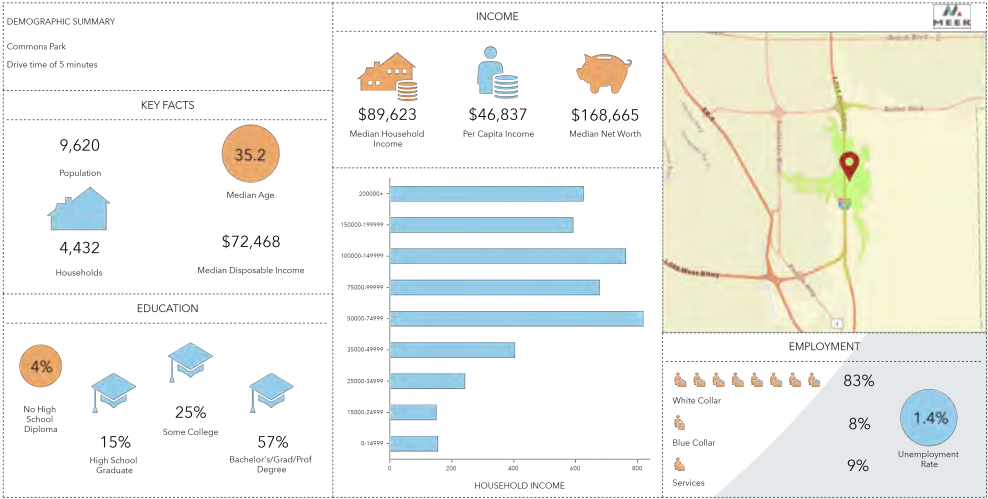 DEMOGRAPHIC SUMMARY
Commons Park
Drive time of 5 minutes
KEY FACTS
9,620
Population
35.2
Median Age
4,432
Households
$72,468
Median Disposable Income
EDUCATION
4%
No High
School
Diploma
15%
High School
Graduate
25%
Some College
57%
Bachelor's/Grad/Prof
Degree
INCOME
$89,623
Median Household
Income
$46,837
Per Capita Income
$168,665
Median Net Worth
200000+
150000-199999
100000-149999
75000-99999
50000-74999
35000-49999
25000-34999
15000-24999
0-14999
0
200
400
600
800
HOUSEHOLD INCOME
MEEK
EMPLOYMENT
83%
White Collar
8%
Blue Collar
9%
Services
1.4%
Unemployment
Rate